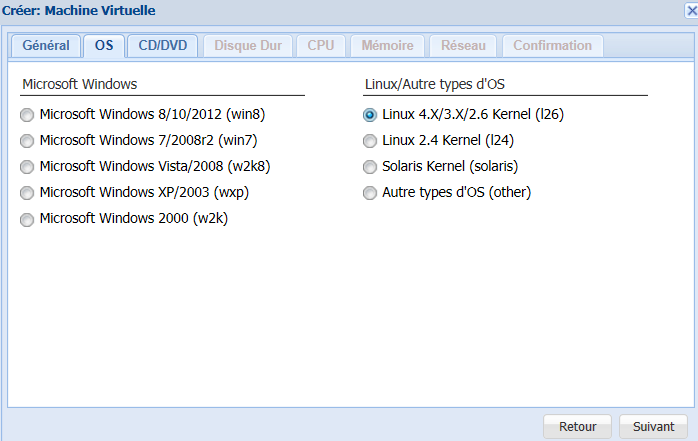 Créer: Machine Virtuelle
Général OS CD/DVD Disque Dur CPU Mémoire Réseau Confirmation
Microsoft Windows
Microsoft Windows 8/10/2012 (win8)
Microsoft Windows 7/2008r2 (win7)
Microsoft Windows Vista/2008 (w2k8)
Microsoft Windows XP/2003 (wxp)
Microsoft Windows 2000 (w2k)
Linux/Autre types d'OS
Linux 4.X/3.X/2.6 Kernel (l26)
Linux 2.4 Kernel (l24)
Solaris Kernel (solaris)
Autre types d'OS (other)
Retour Suivant